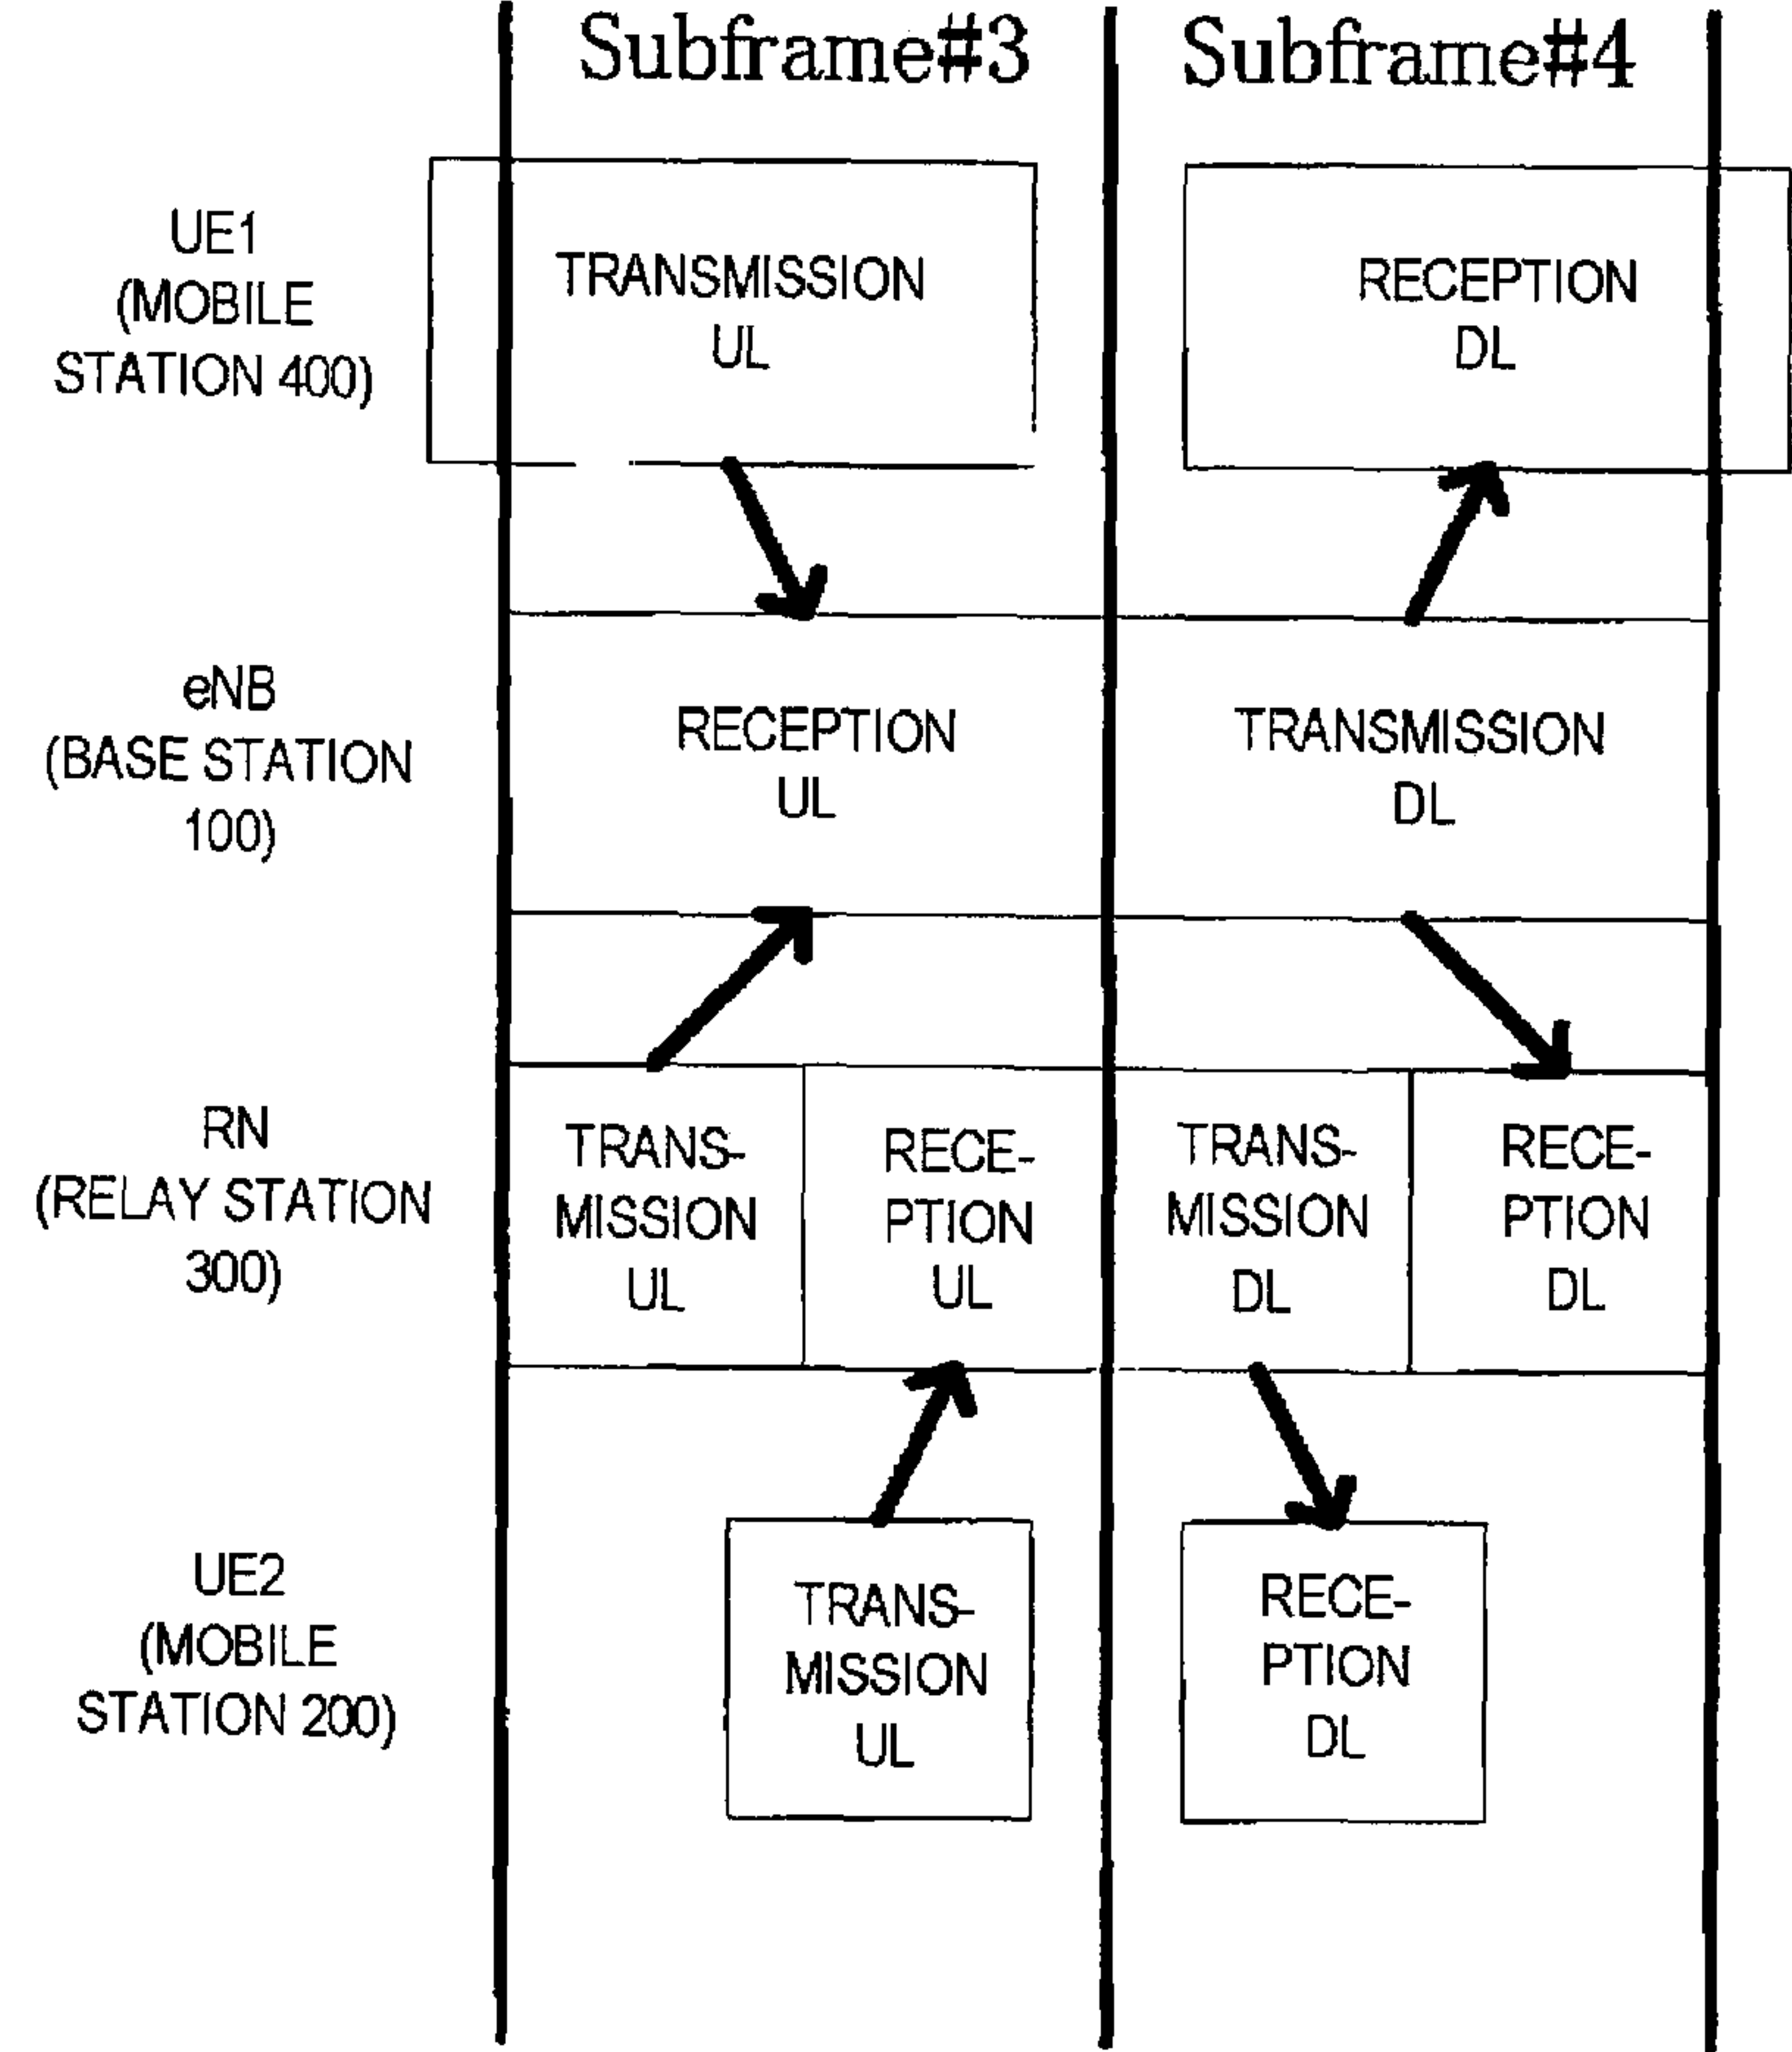 Subframe#3 Subframe#4
UE1
(MOBILE
STATION 400)
TRANSMISSION
UL
RECEPTION
DL
eNB
(BASE STATION
100)
RECEPTION
UL
TRANSMISSION
DL
RN
(RELAY STATION
300)
TRANS-
MISSION
UL
RECE-
PTION
UL
TRANS-
MISSION
DL
RECE-
PTION
DL
UE2
(MOBILE
STATION 200)
TRANS-
MISSION
UL
RECE-
PTION
DL